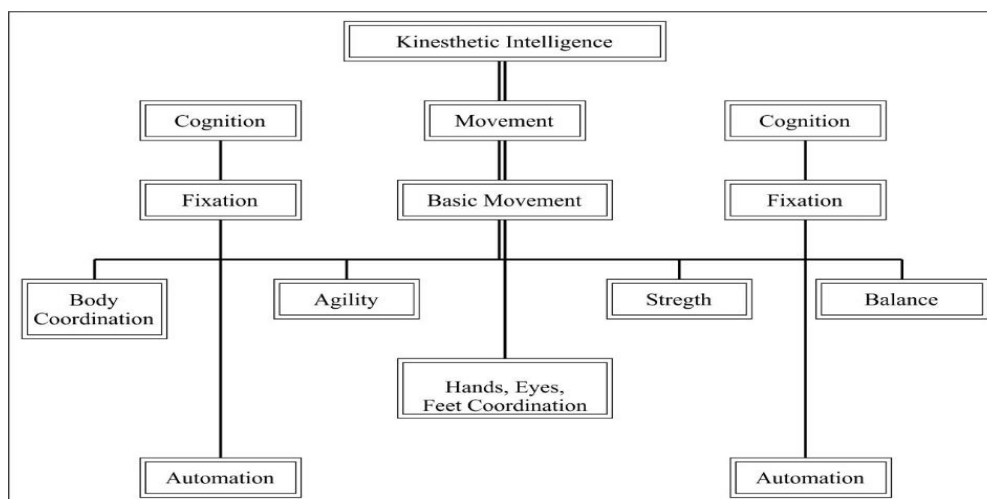 Kinesthetic Intelligence
Cognition
Movement
Cognition
Fixation
Basic Movement
Fixation
Body
Coordination
Agility
Stregth
Balance
Hands, Eyes,
Feet Coordination
Automation
Automation